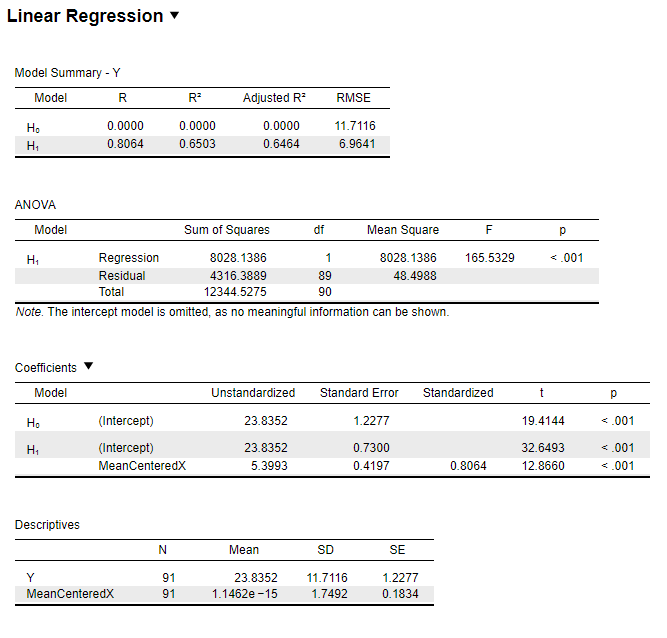 Linear Regression ▼
Model Summary - Y
Model R R² Adjusted R² RMSE
H₀ 0.0000 0.0000 0.0000 11.7116
H₁ 0.8064 0.6503 0.6464 6.9641
ANOVA
Model Sum of Squares df Mean Square F p
H₁ Regression 8028.1386 1 8028.1386 165.5329 < .001
Residual 4316.3889 89 48.4988
Total 12344.5275 90
Note. The intercept model is omitted, as no meaningful information can be shown.
Coefficients ▼
Model Unstandardized Standard Error Standardized t p
H₀ (Intercept) 23.8352 1.2277 19.4144 < .001
H₁ (Intercept) 23.8352 0.7300 32.6493 < .001
MeanCenteredX 5.3993 0.4197 0.8064 12.8660 < .001
Descriptives
N Mean SD SE
Y 91 23.8352 11.7116 1.2277
MeanCenteredX 91 1.1462e −15 1.7492 0.1834